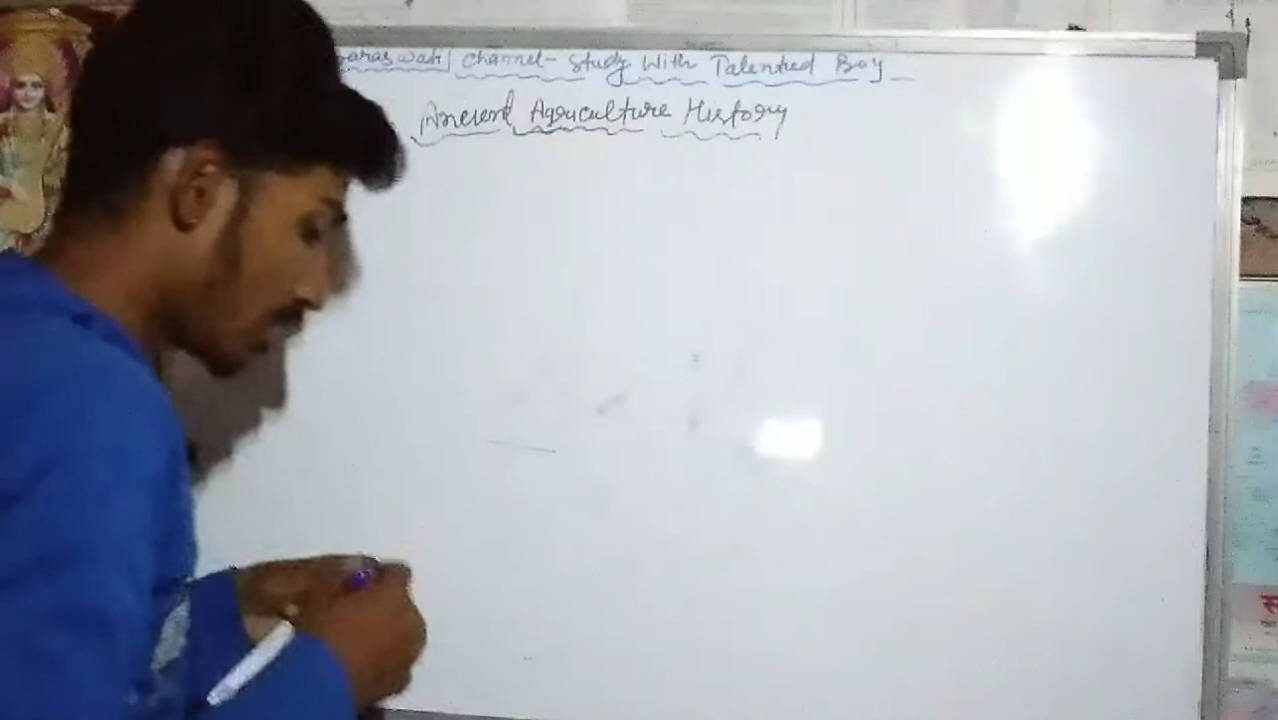 Saraswati| Channel- Study With Talented Boy
Ancient Agriculture History